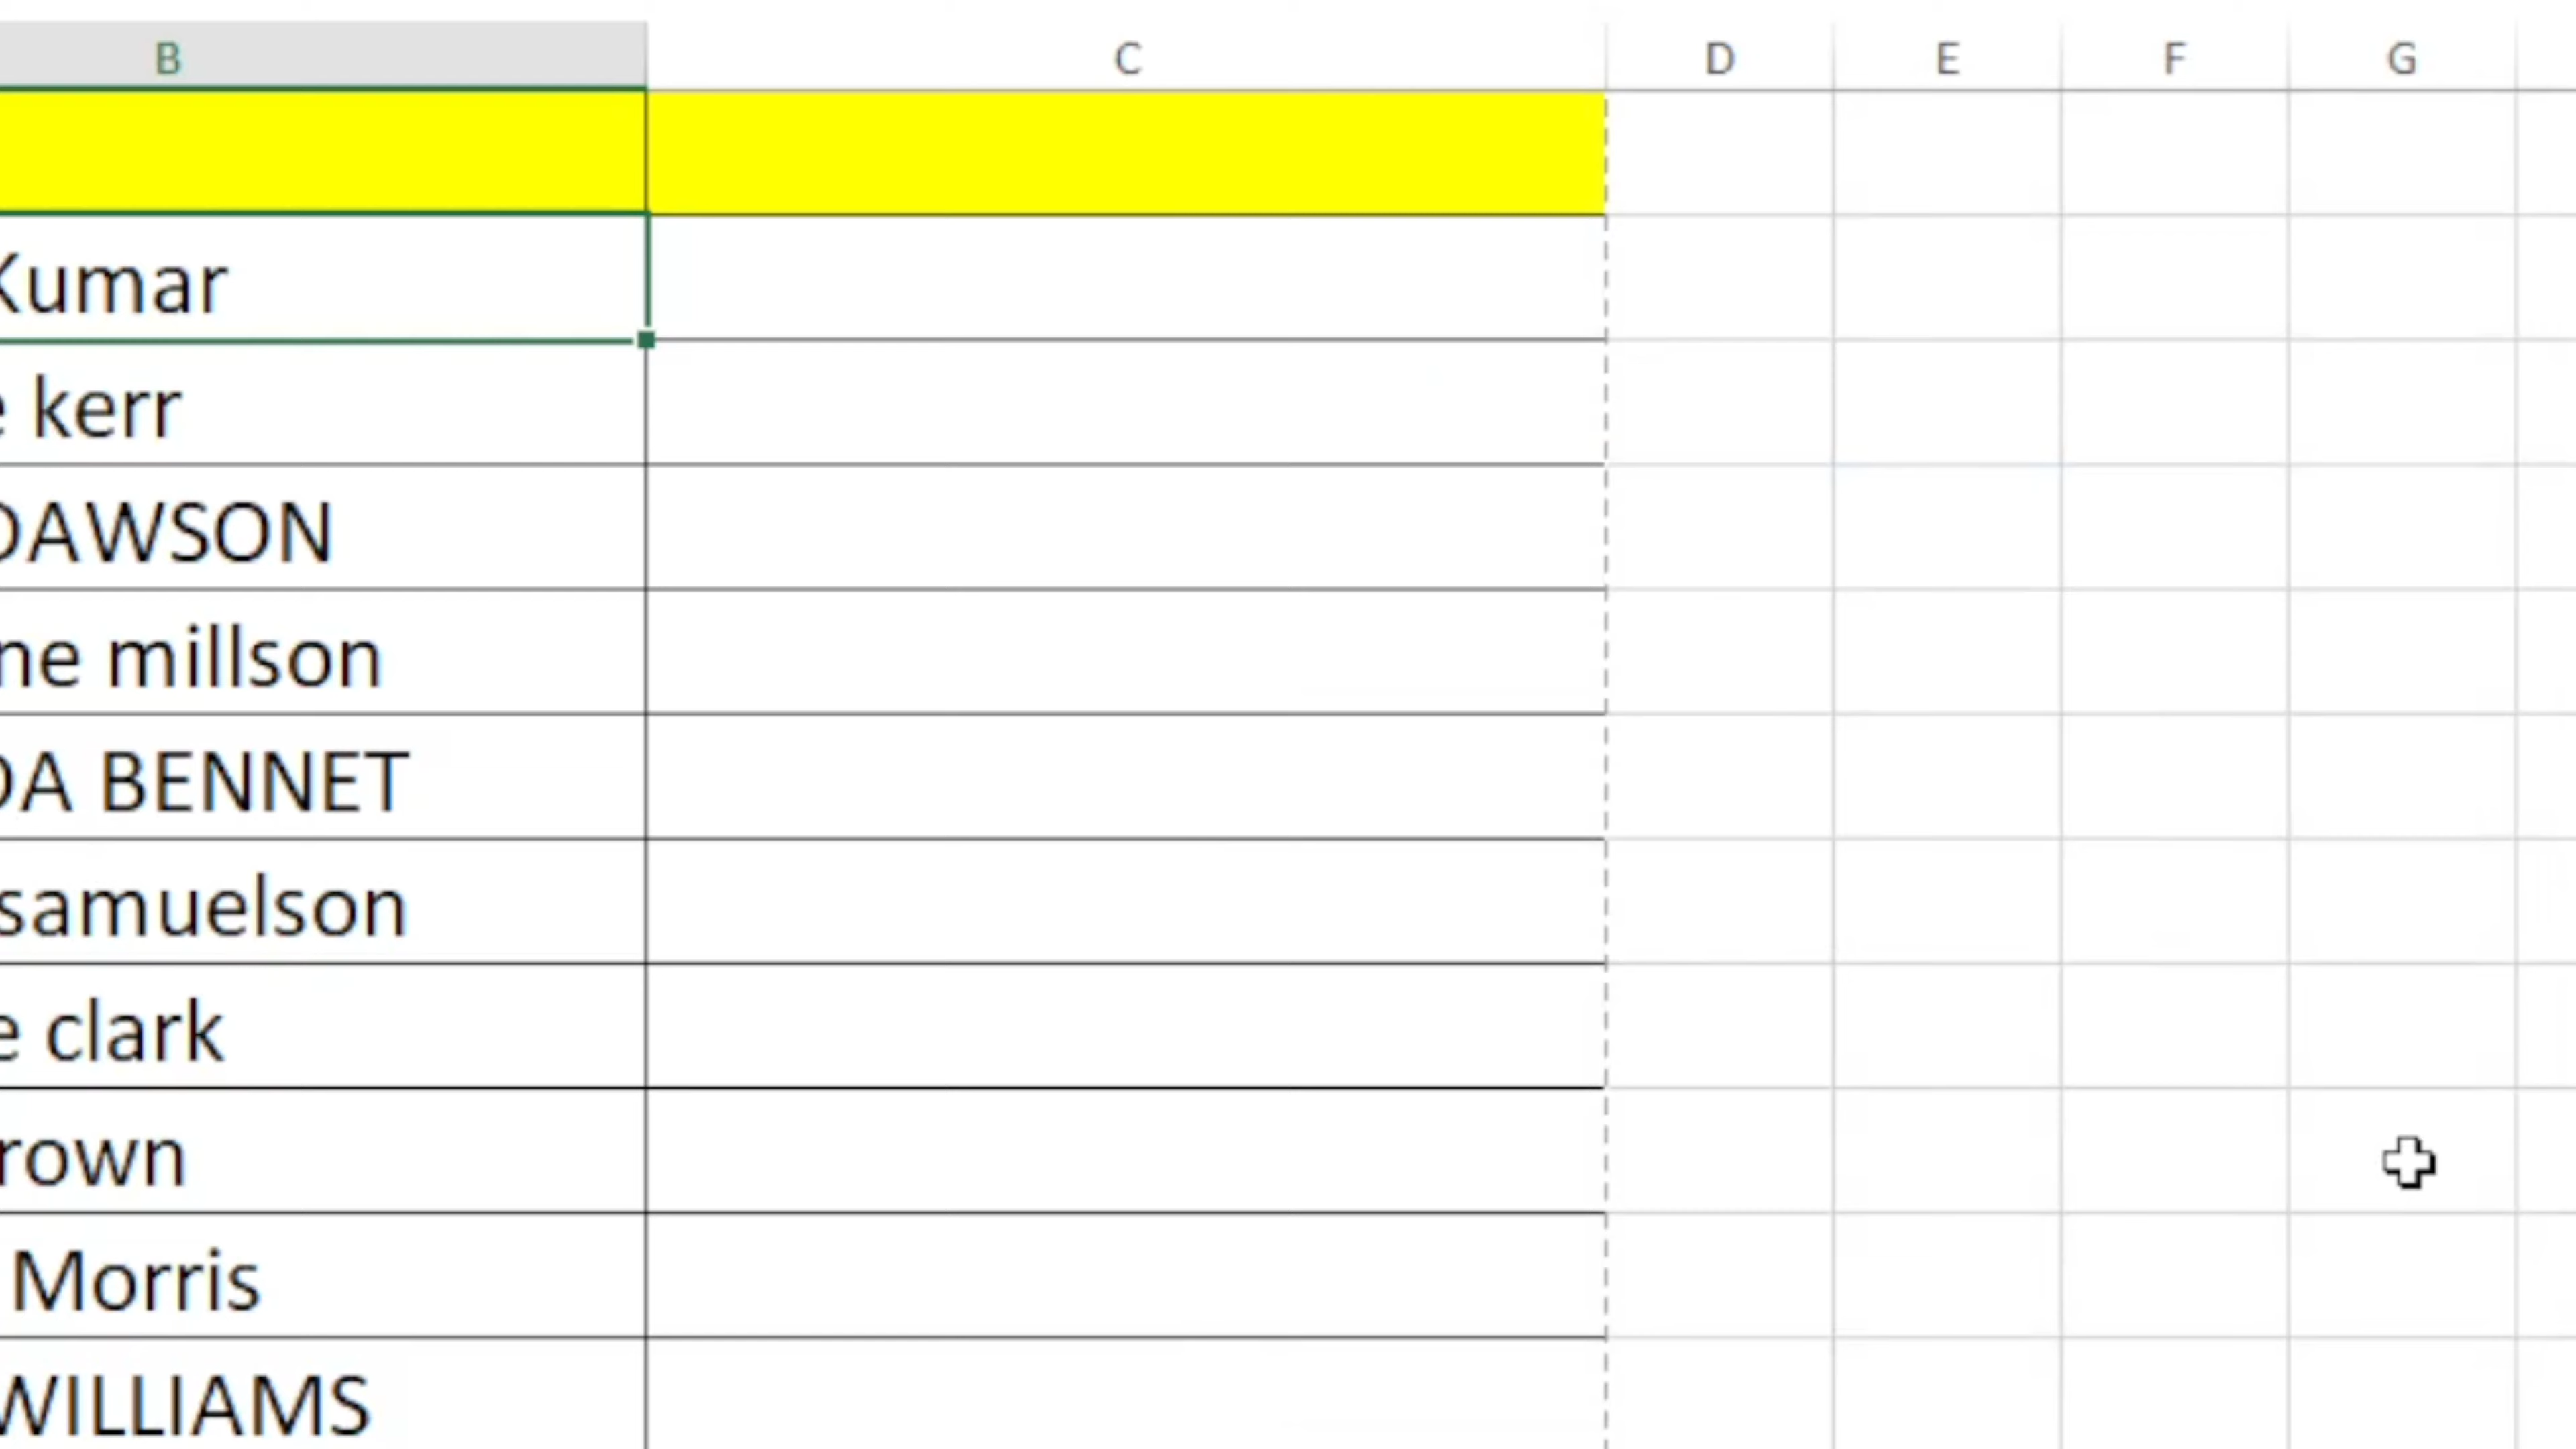 B C D E F G
Kumar
e kerr
DAWSON
ne millson
DA BENNET
samuelson
e clark
rown
Morris
WILLIAMS